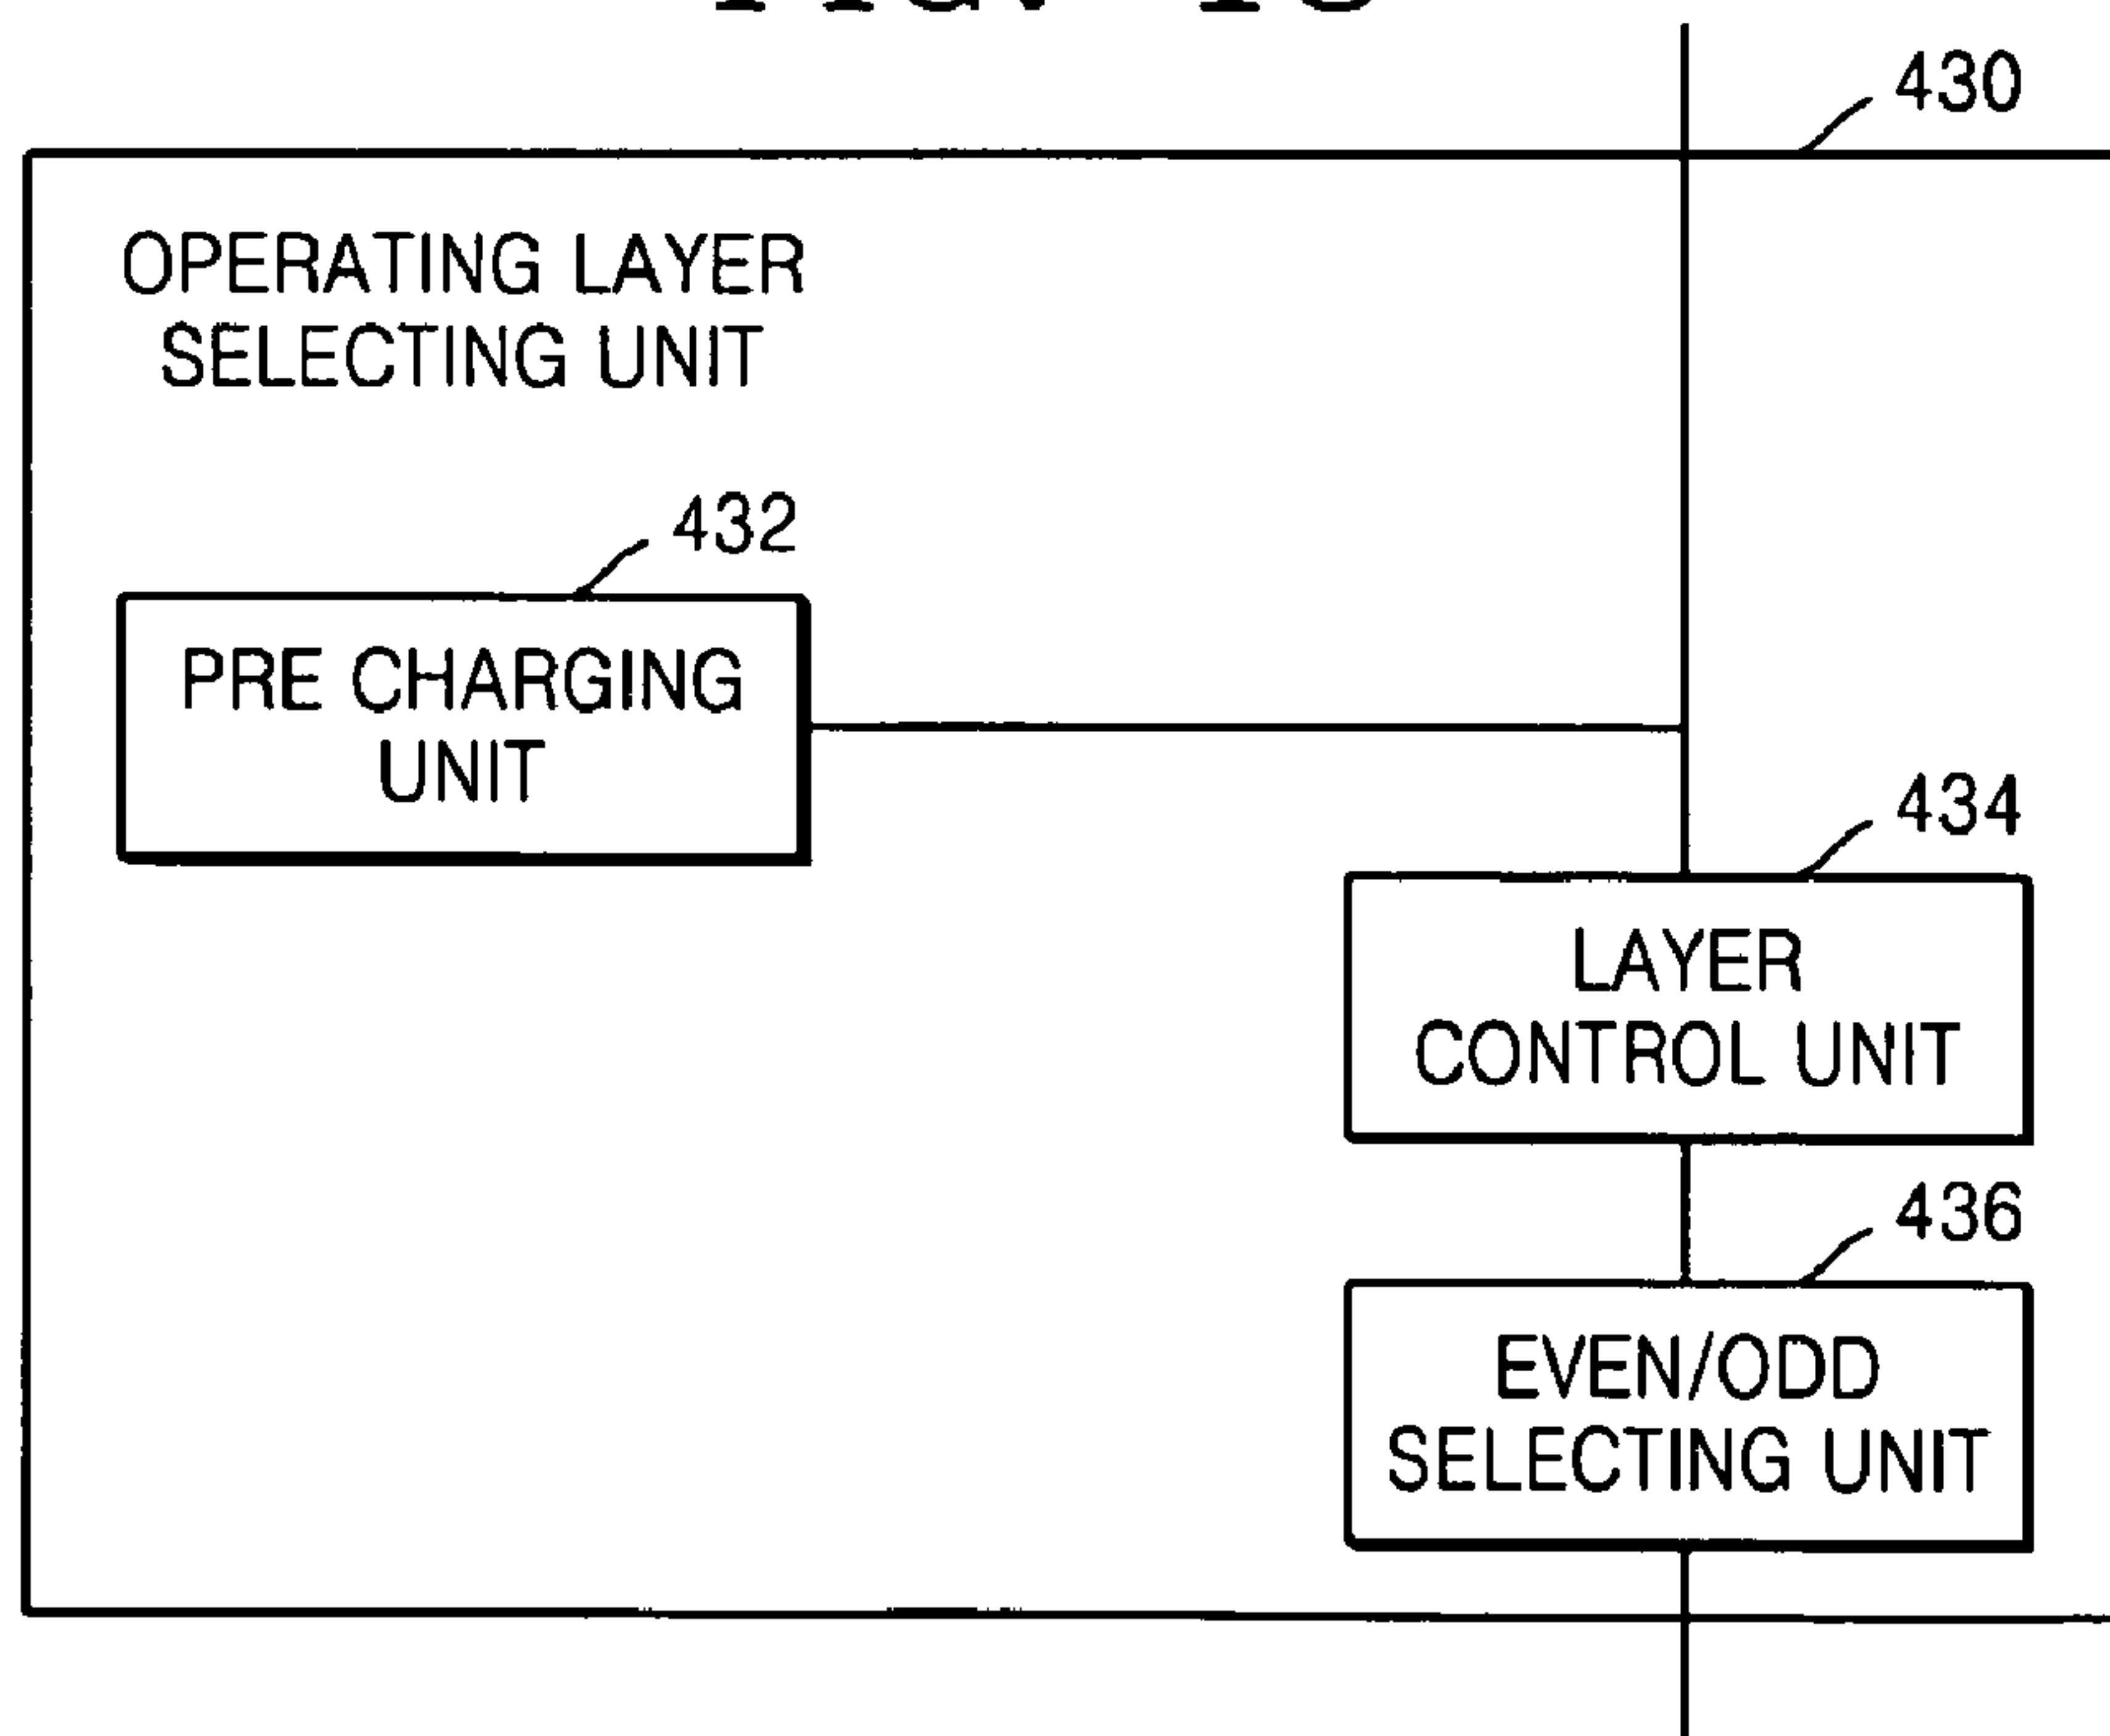 430
OPERATING LAYER
SELECTING UNIT
432
PRE CHARGING
UNIT
434
LAYER
CONTROL UNIT
436
EVEN/ODD
SELECTING UNIT